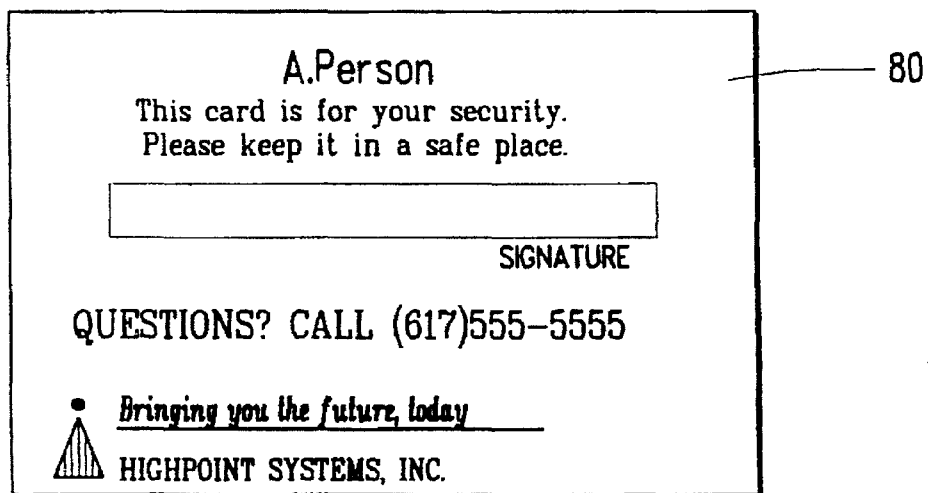 A.Person
80
This card is for your security.
Please keep it in a safe place.
SIGNATURE
QUESTIONS? CALL (617)555-5555
Bringing you the future, today
HIGHPOINT SYSTEMS, INC.